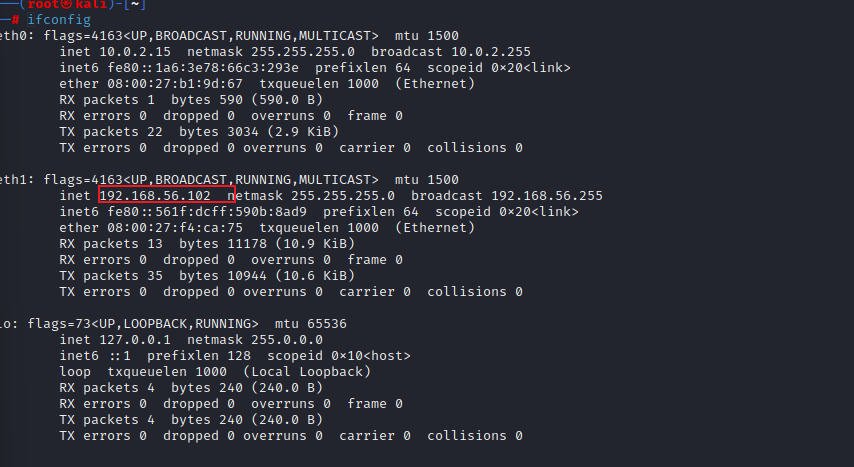 ──(root㉿kali)-[~]
─# ifconfig
eth0: flags=4163<UP,BROADCAST,RUNNING,MULTICAST>  mtu 1500
        inet 10.0.2.15  netmask 255.255.255.0  broadcast 10.0.2.255
        inet6 fe80::1a6:3e78:66c3:293e  prefixlen 64  scopeid 0×20<link>
        ether 08:00:27:b1:9d:67  txqueuelen 1000  (Ethernet)
        RX packets 1  bytes 590 (590.0 B)
        RX errors 0  dropped 0  overruns 0  frame 0
        TX packets 22  bytes 3034 (2.9 KiB)
        TX errors 0  dropped 0 overruns 0  carrier 0  collisions 0
eth1: flags=4163<UP,BROADCAST,RUNNING,MULTICAST>  mtu 1500
        inet 192.168.56.102  netmask 255.255.255.0  broadcast 192.168.56.255
        inet6 fe80::561f:dcff:590b:8ad9  prefixlen 64  scopeid 0×20<link>
        ether 08:00:27:f4:ca:75  txqueuelen 1000  (Ethernet)
        RX packets 13  bytes 11178 (10.9 KiB)
        RX errors 0  dropped 0  overruns 0  frame 0
        TX packets 35  bytes 10944 (10.6 KiB)
        TX errors 0  dropped 0 overruns 0  carrier 0  collisions 0
lo: flags=73<UP,LOOPBACK,RUNNING>  mtu 65536
        inet 127.0.0.1  netmask 255.0.0.0
        inet6 ::1  prefixlen 128  scopeid 0×10<host>
        loop  txqueuelen 1000  (Local Loopback)
        RX packets 4  bytes 240 (240.0 B)
        RX errors 0  dropped 0  overruns 0  frame 0
        TX packets 4  bytes 240 (240.0 B)
        TX errors 0  dropped 0 overruns 0  carrier 0  collisions 0